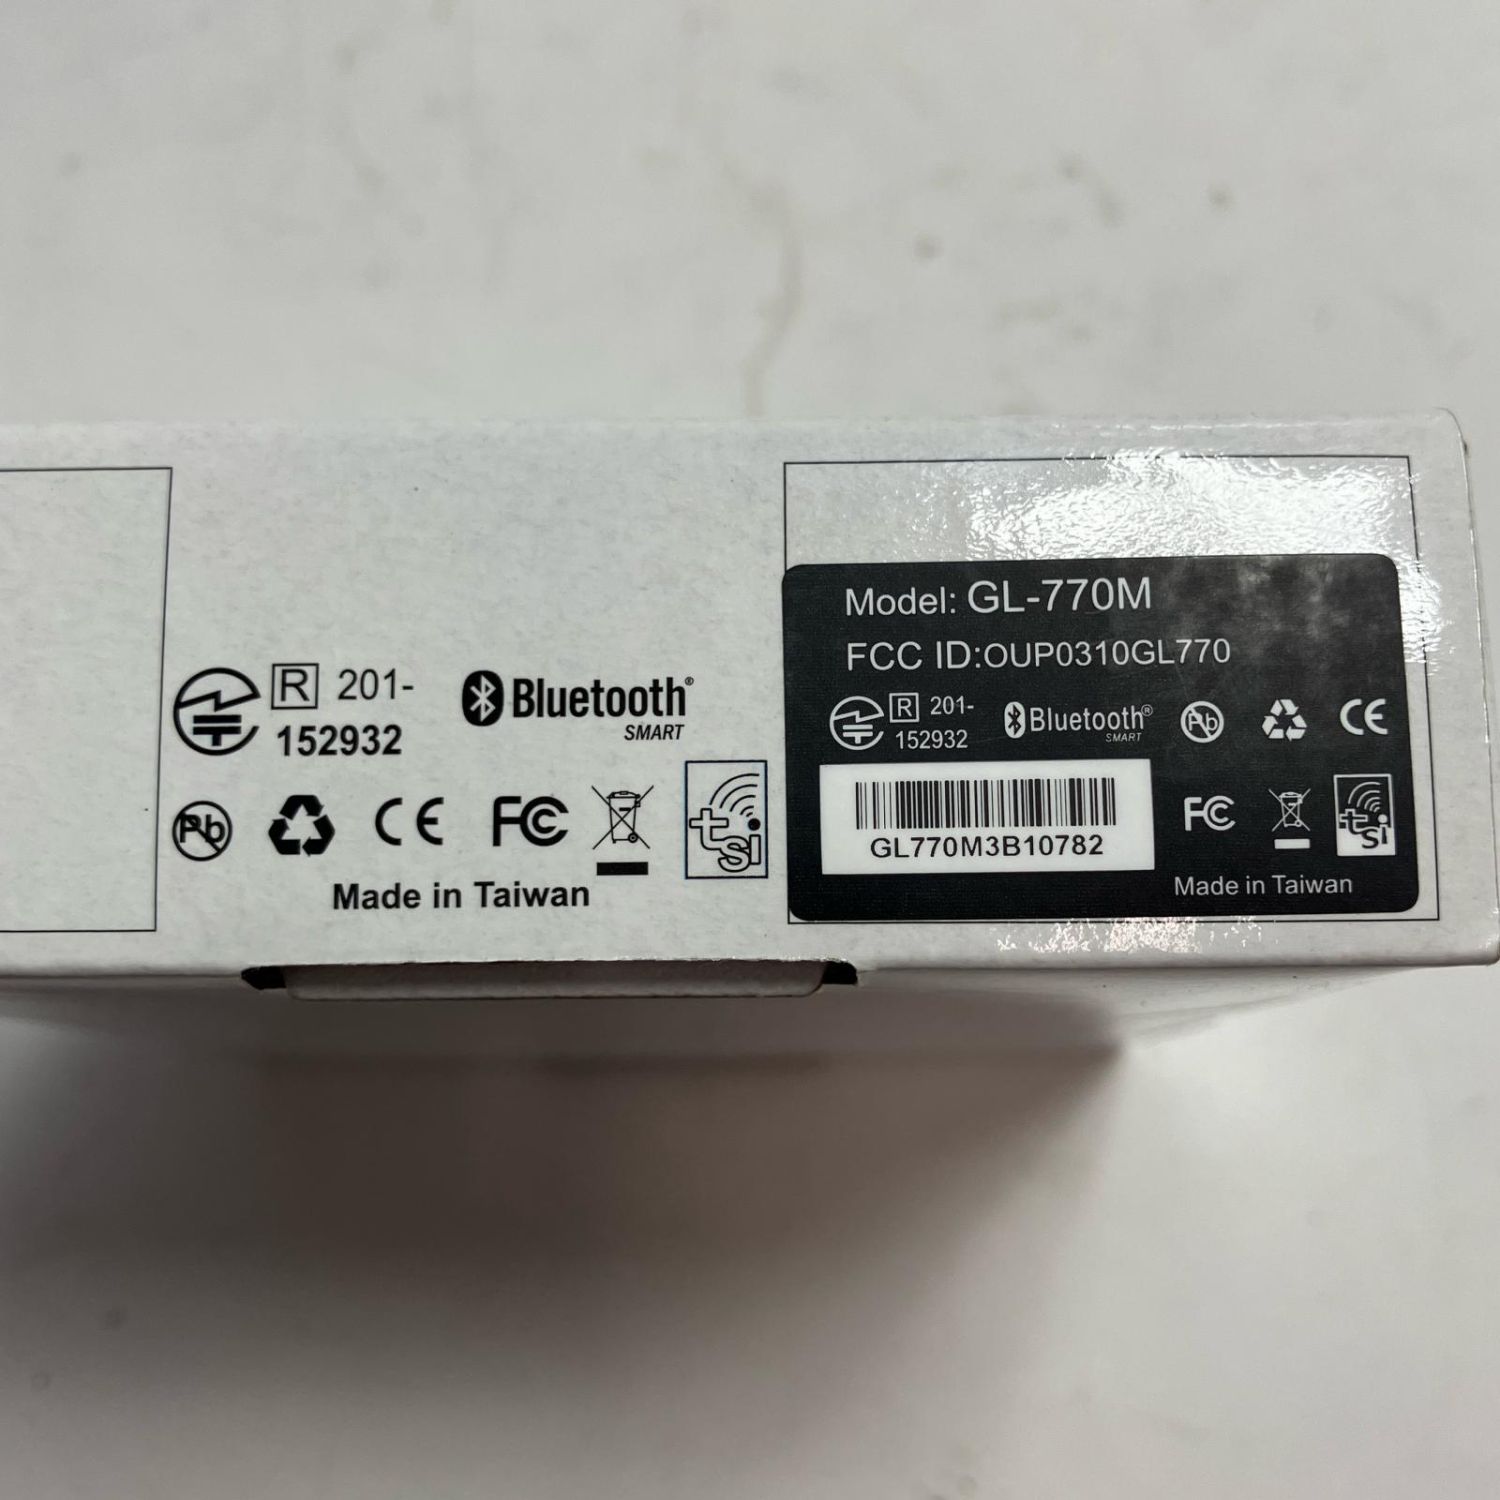 R 201-
152932
Bluetooth®
SMART
Pb
CE
FC
tsi
Made in Taiwan
Model: GL-770M
FCC ID:OUP0310GL770
R 201-
152932
Bluetooth®
SMART
Pb
CE
GL770M3B10782
FC
tsi
Made in Taiwan